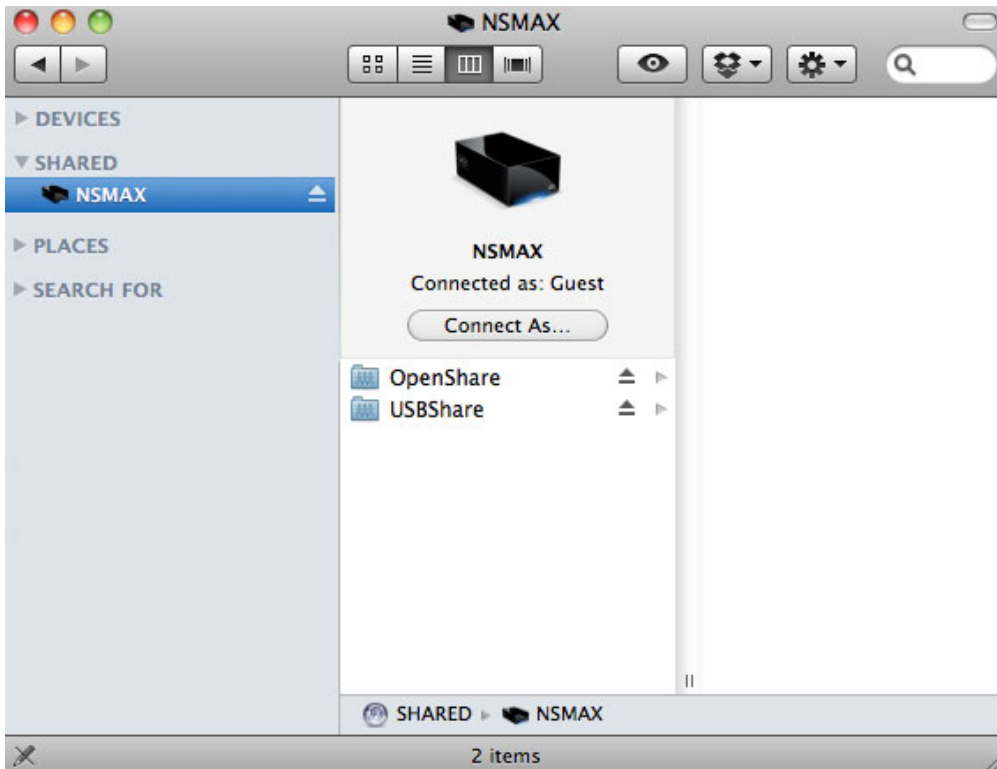 NSMAX
DEVICES
SHARED
NSMAX
PLACES
SEARCH FOR
NSMAX
Connected as: Guest
Connect As...
OpenShare
USBShare
SHARED NSMAX
2 items